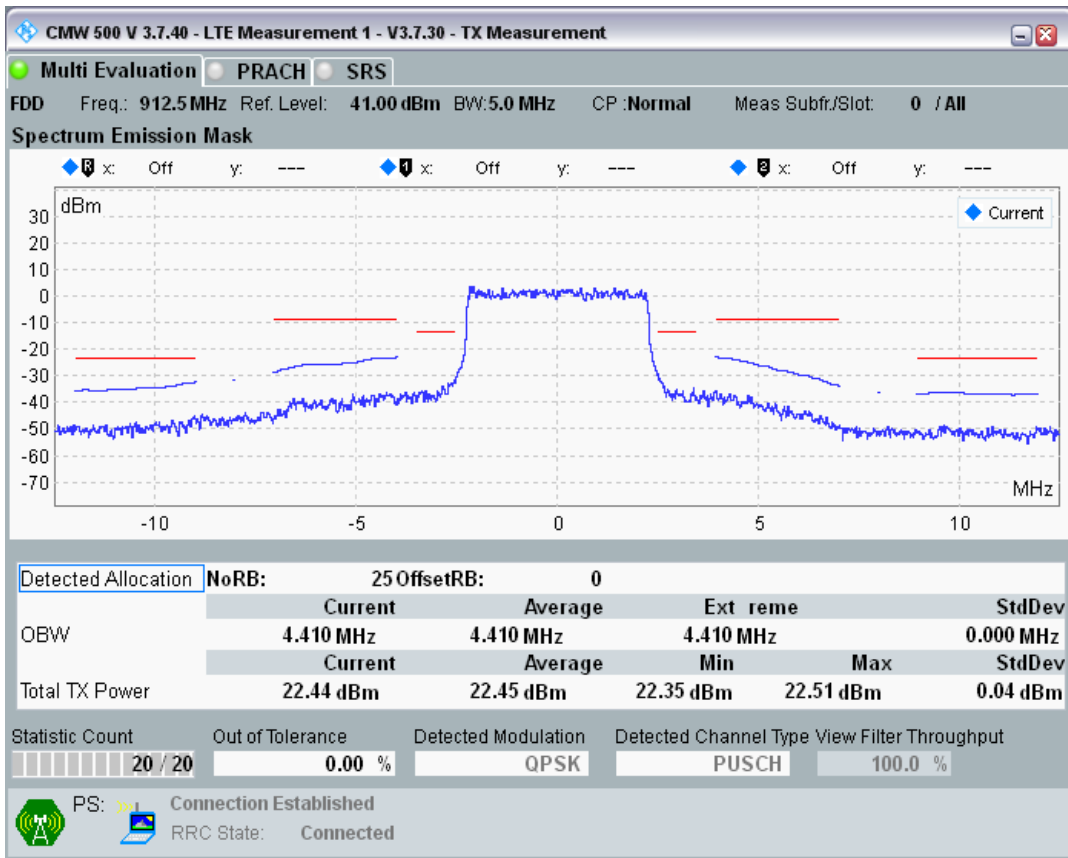 CMW 500 V 3.7.40 - LTE Measurement 1 - V3.7.30 - TX Measurement
Multi Evaluation PRACH SRS
FDD Freq.: 912.5 MHz Ref. Level: 41.00 dBm BW: 5.0 MHz CP : Normal Meas Subfr./Slot: 0 / All
Spectrum Emission Mask
R x: Off y: --- 1 x: Off y: --- 2 x: Off y: ---
dBm
Current
30
20
10
0
-10
-20
-30
-40
-50
-60
-70
MHz
-10 -5 0 5 10
Detected Allocation NoRB: 25 OffsetRB: 0
Current Average Ext reme StdDev
OBW 4.410 MHz 4.410 MHz 4.410 MHz 0.000 MHz
Current Average Min Max StdDev
Total TX Power 22.44 dBm 22.45 dBm 22.35 dBm 22.51 dBm 0.04 dBm
Statistic Count Out of Tolerance Detected Modulation Detected Channel Type View Filter Throughput
20 / 20 0.00 % QPSK PUSCH 100.0 %
PS: Connection Established
RRC State: Connected